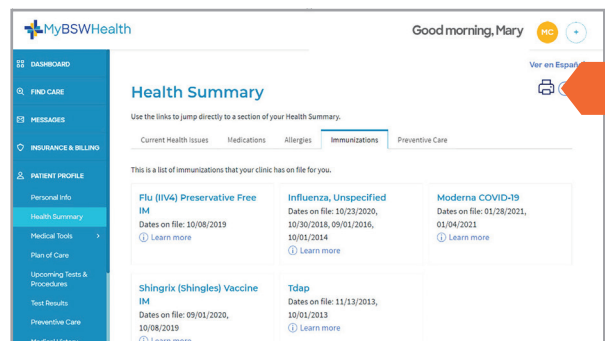 MyBSWHealth
Good morning, Mary
MC
+
DASHBOARD
FIND CARE
MESSAGES
INSURANCE & BILLING
PATIENT PROFILE
Personal Info
Health Summary
Medical Tools >
Plan of Care
Upcoming Tests &
Procedures
Test Results
Preventive Care
Medical History
Ver en Español
Health Summary
Use the links to jump directly to a section of your Health Summary.
Current Health Issues Medications Allergies Immunizations Preventive Care
This is a list of immunizations that your clinic has on file for you.
Flu (IIV4) Preservative Free
IM
Dates on file: 10/08/2019
Learn more
Influenza, Unspecified
Dates on file: 10/23/2020,
10/30/2018, 09/01/2016,
10/01/2014
Learn more
Moderna COVID-19
Dates on file: 01/28/2021,
01/04/2021
Learn more
Shingrix (Shingles) Vaccine
IM
Dates on file: 09/01/2020,
10/08/2019
Learn more
Tdap
Dates on file: 11/13/2013,
10/01/2013
Learn more